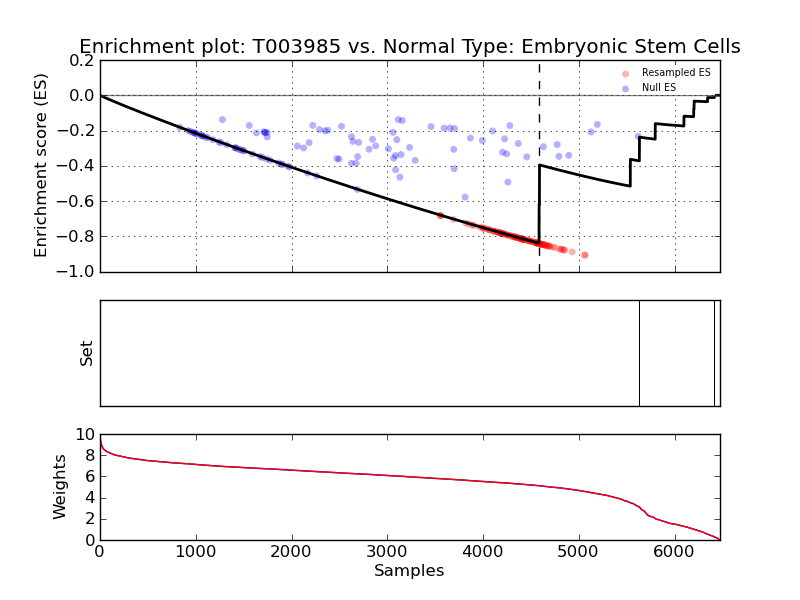 Enrichment plot: T003985 vs. Normal Type: Embryonic Stem Cells
0.2
0.0
−0.2
−0.4
−0.6
−0.8
−1.0
Enrichment score (ES)
Resampled ES
Null ES
Set
10
8
6
4
2
0
Weights
0 1000 2000 3000 4000 5000 6000
Samples